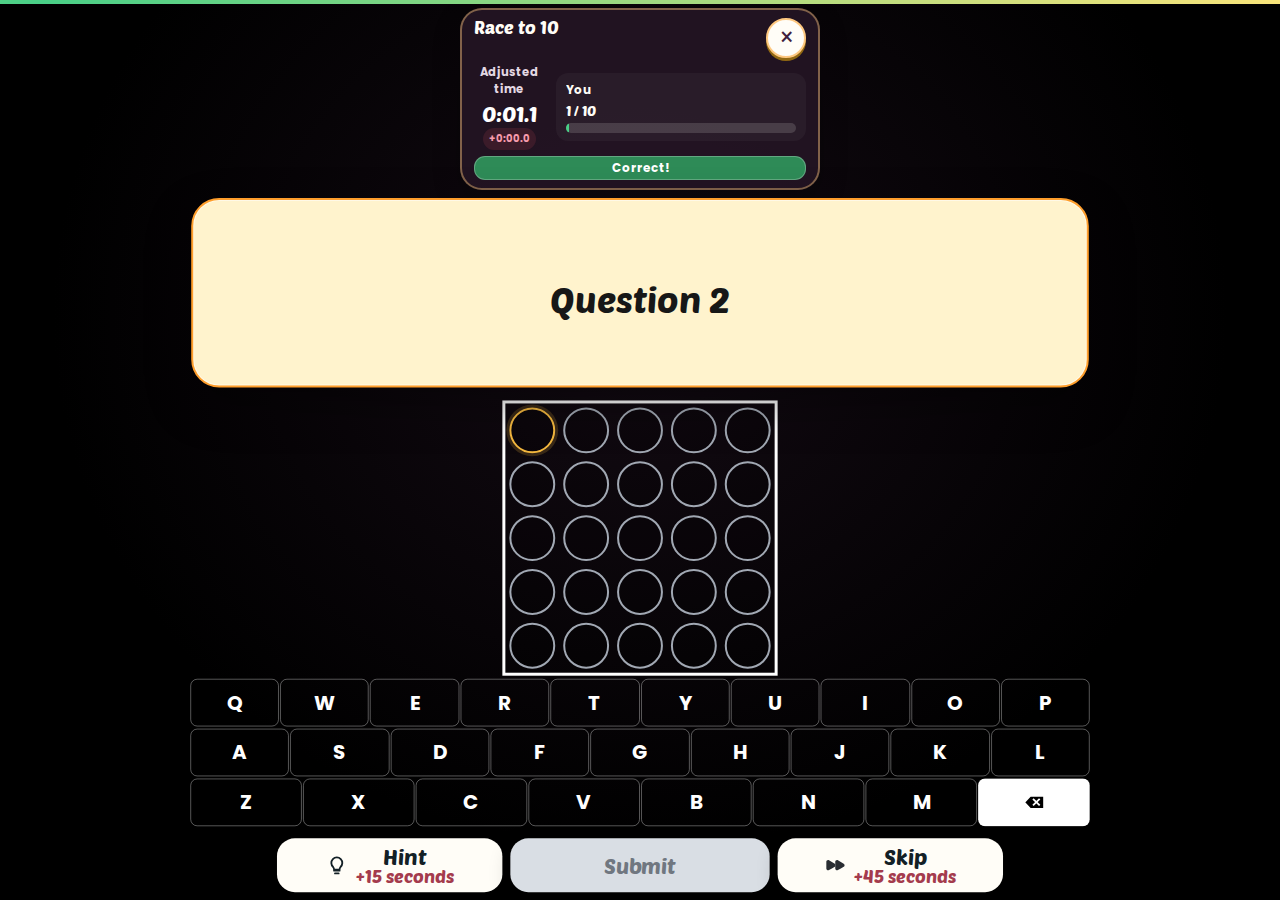 Race to 10
×
Adjusted
time
0:01.1
+0:00.0
You
1 / 10
Correct!
Question 2
Q W E R T Y U I O P
A S D F G H J K L
Z X C V B N M
Hint
+15 seconds
Submit
Skip
+45 seconds